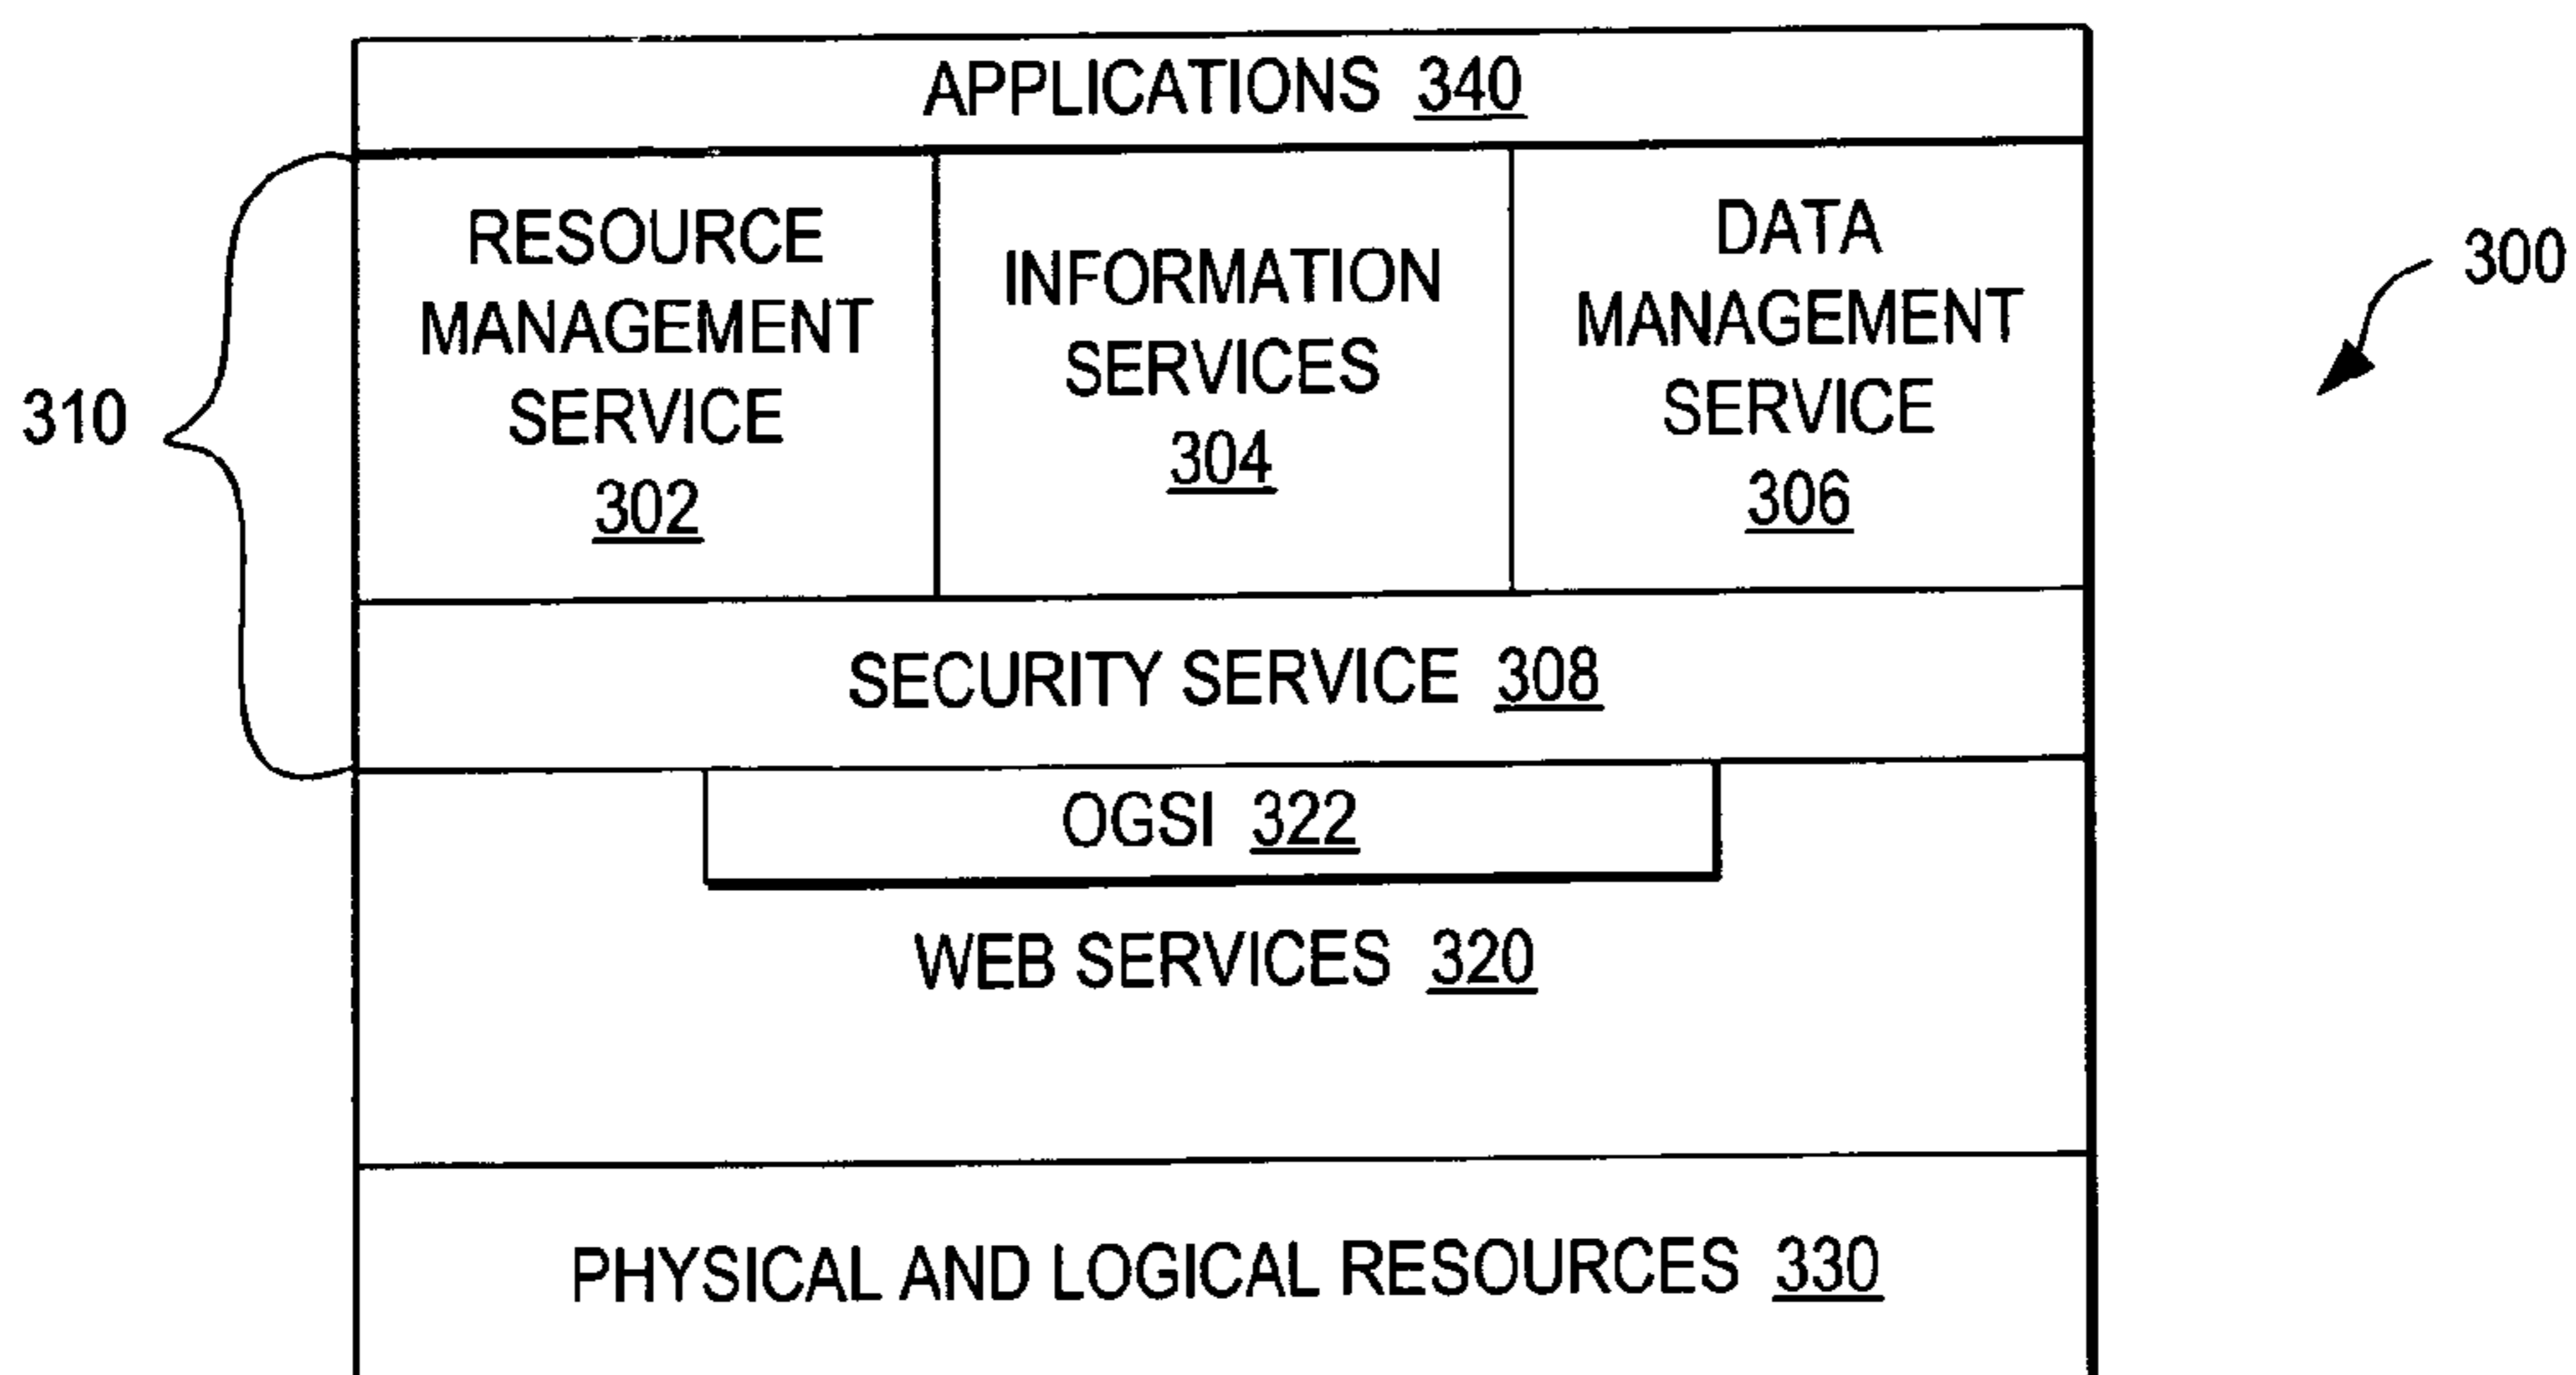 APPLICATIONS 340
RESOURCE
MANAGEMENT
SERVICE
302
INFORMATION
SERVICES
304
DATA
MANAGEMENT
SERVICE
306
300
310
SECURITY SERVICE 308
OGSI 322
WEB SERVICES 320
PHYSICAL AND LOGICAL RESOURCES 330